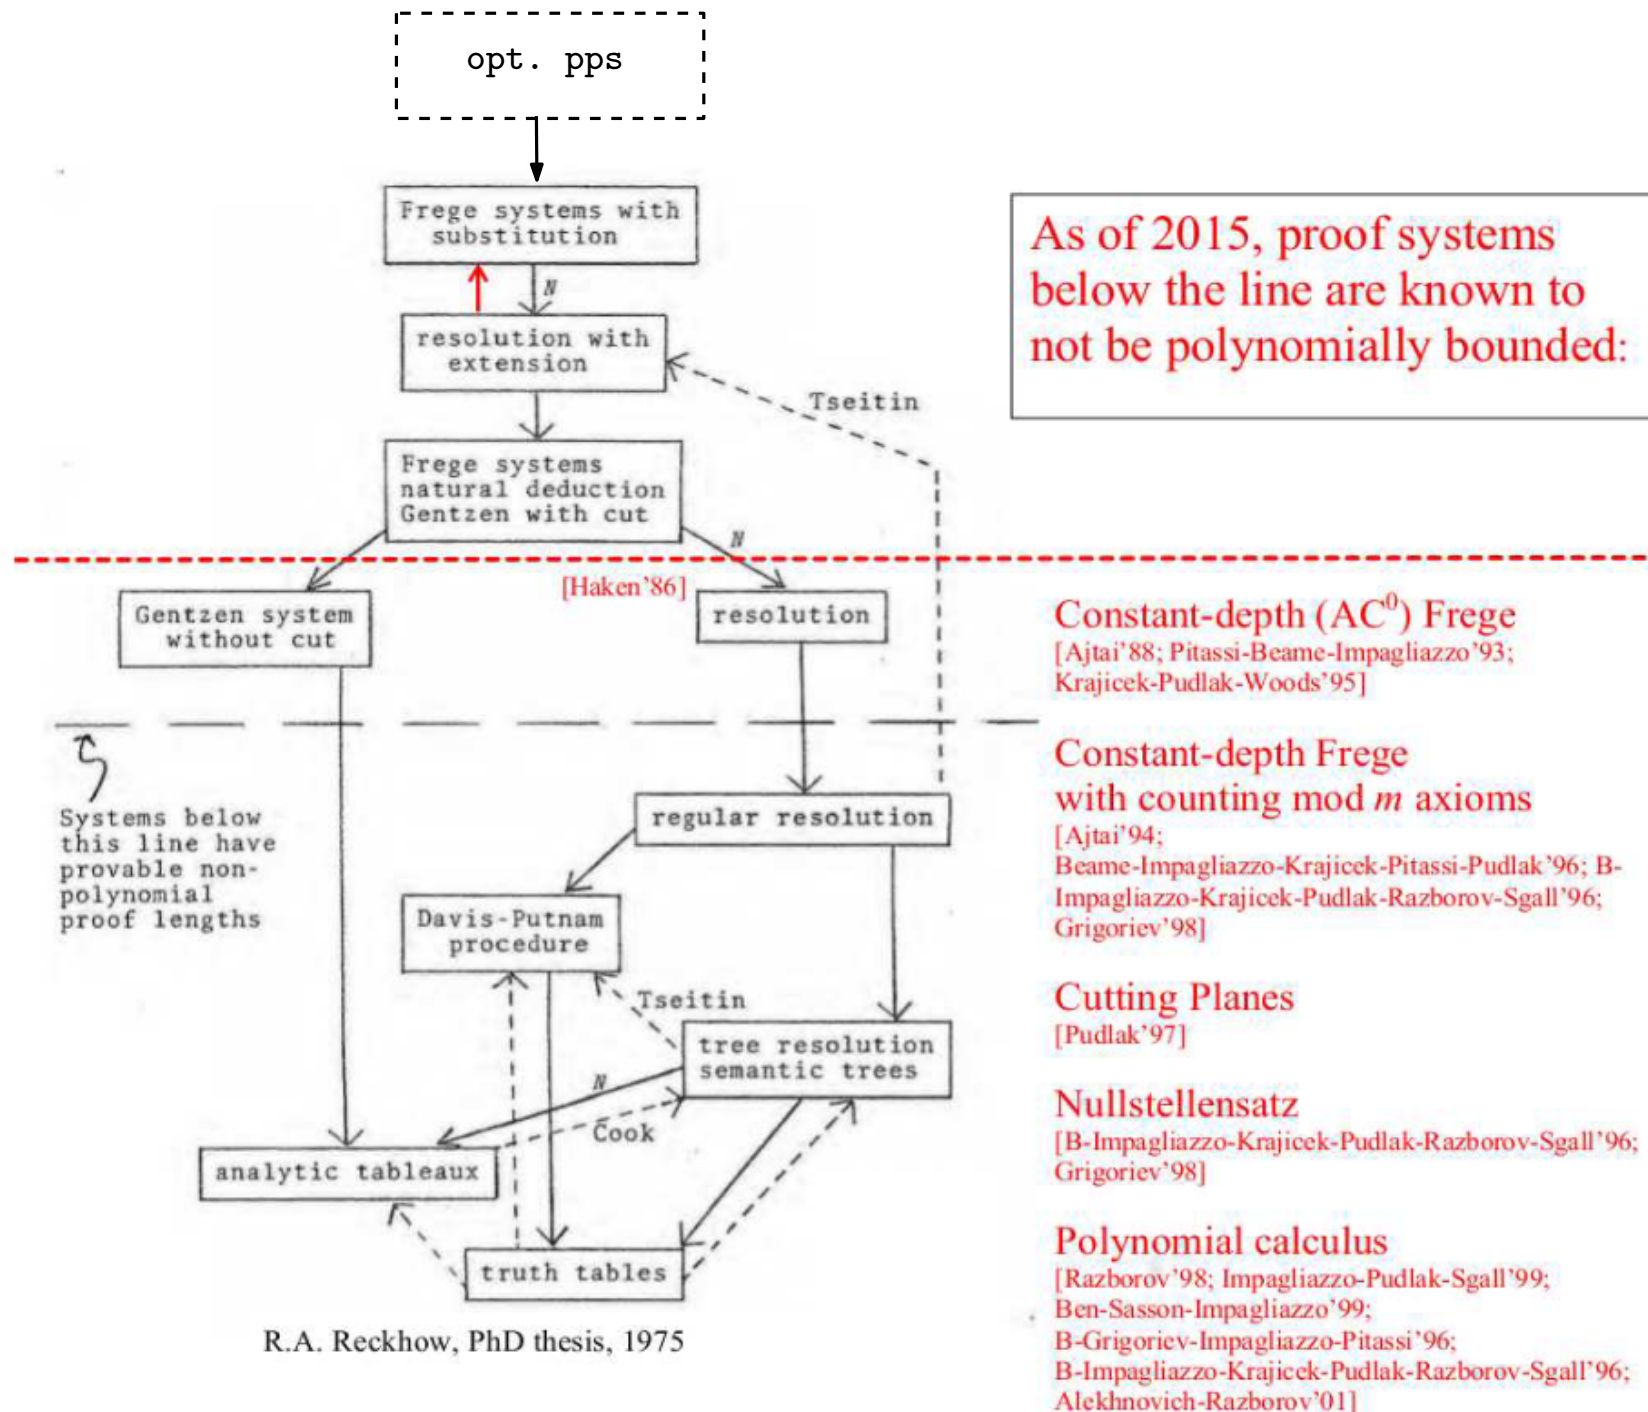 opt. pps
Frege systems with
substitution
N
resolution with
extension
Tseitin
Frege systems
natural deduction
Gentzen with cut
N
As of 2015, proof systems
below the line are known to
not be polynomially bounded:
[Haken’86]
Gentzen system
without cut
resolution
Systems below
this line have
provable non-
polynomial
proof lengths
regular resolution
Davis-Putnam
procedure
Tseitin
tree resolution
semantic trees
N
Cook
analytic tableaux
truth tables
R.A. Reckhow, PhD thesis, 1975
Constant-depth (AC⁰) Frege
[Ajtai’88; Pitassi-Beame-Impagliazzo’93;
Krajicek-Pudlak-Woods’95]
Constant-depth Frege
with counting mod m axioms
[Ajtai’94;
Beame-Impagliazzo-Krajicek-Pitassi-Pudlak’96; B-
Impagliazzo-Krajicek-Pudlak-Razborov-Sgall’96;
Grigoriev’98]
Cutting Planes
[Pudlak’97]
Nullstellensatz
[B-Impagliazzo-Krajicek-Pudlak-Razborov-Sgall’96;
Grigoriev’98]
Polynomial calculus
[Razborov’98; Impagliazzo-Pudlak-Sgall’99;
Ben-Sasson-Impagliazzo’99;
B-Grigoriev-Impagliazzo-Pitassi’96;
B-Impagliazzo-Krajicek-Pudlak-Razborov-Sgall’96;
Alekhnovich-Razborov’01]